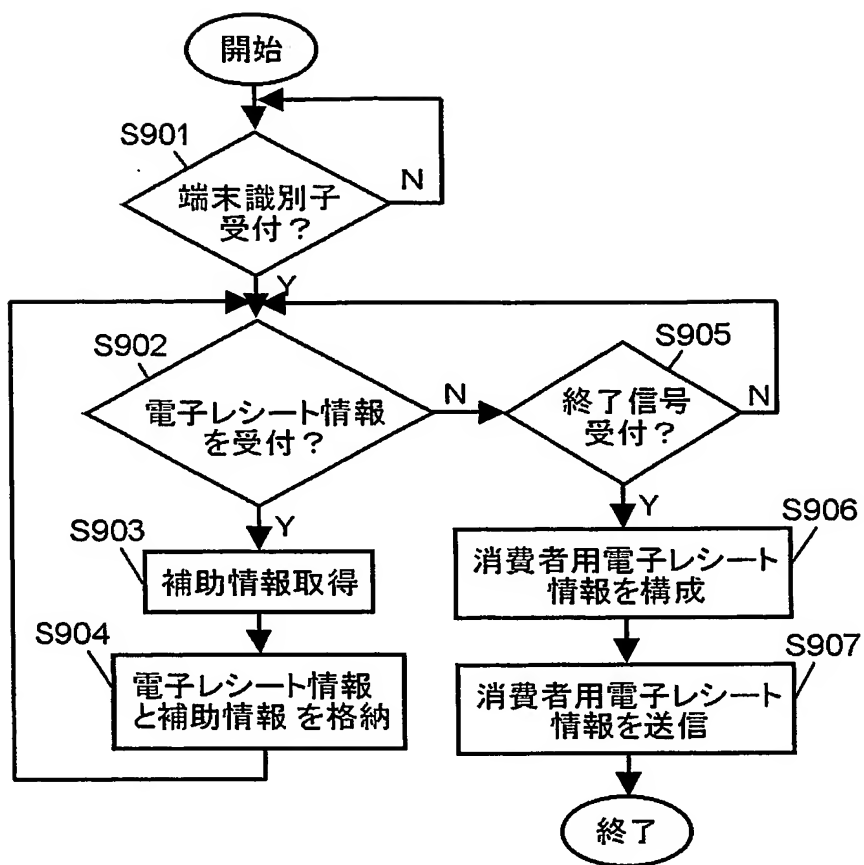 開始
S901
端末識別子
受付?
N
Y
S902
電子レシート情報
を受付?
N
Y
S905
終了信号
受付?
N
Y
S903
補助情報取得
S904
電子レシート情報
と補助情報 を格納
S906
消費者用電子レシート
情報を構成
S907
消費者用電子レシート
情報を送信
終了